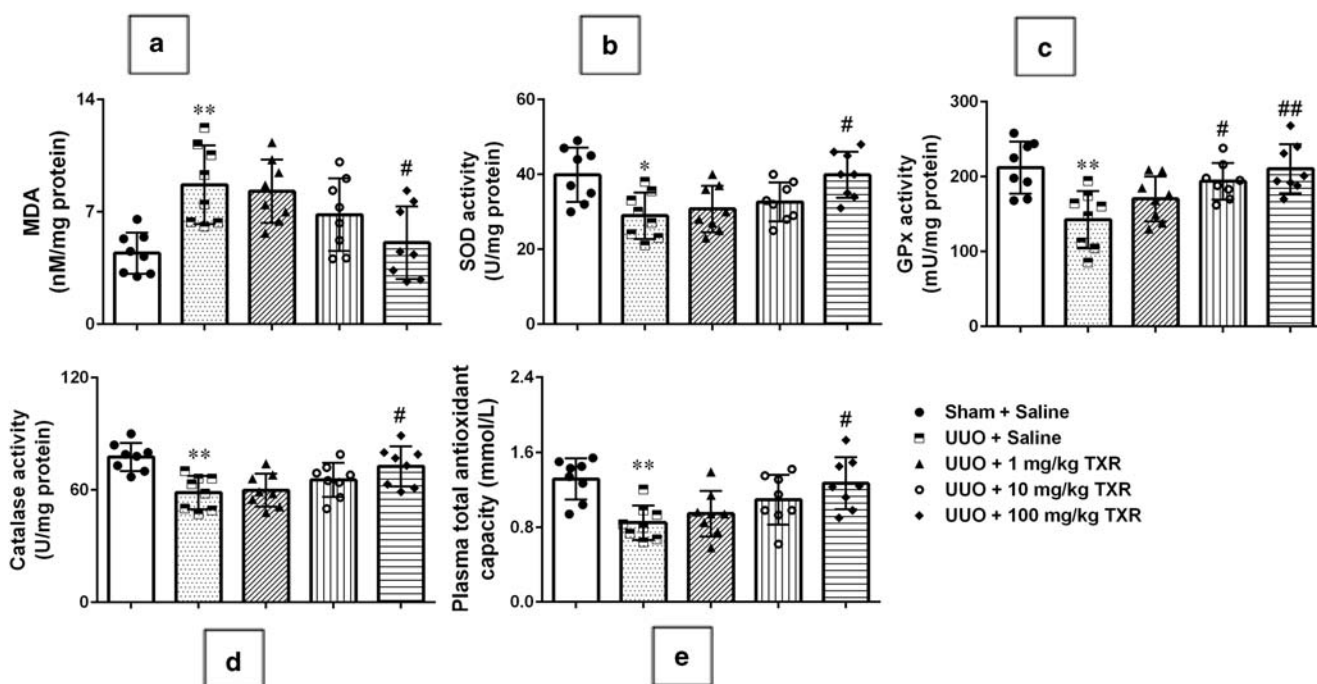 a
b
c
MDA
(nM/mg protein)
14
7
0
**
#
SOD activity
(U/mg protein)
60
40
20
0
*
#
GPx activity
(mU/mg protein)
300
200
100
0
**
#
##
Catalase activity
(U/mg protein)
120
60
0
**
#
Plasma total antioxidant
capacity (mmol/L)
2.4
1.6
0.8
0.0
**
#
Sham + Saline
UUO + Saline
UUO + 1 mg/kg TXR
UUO + 10 mg/kg TXR
UUO + 100 mg/kg TXR
d
e